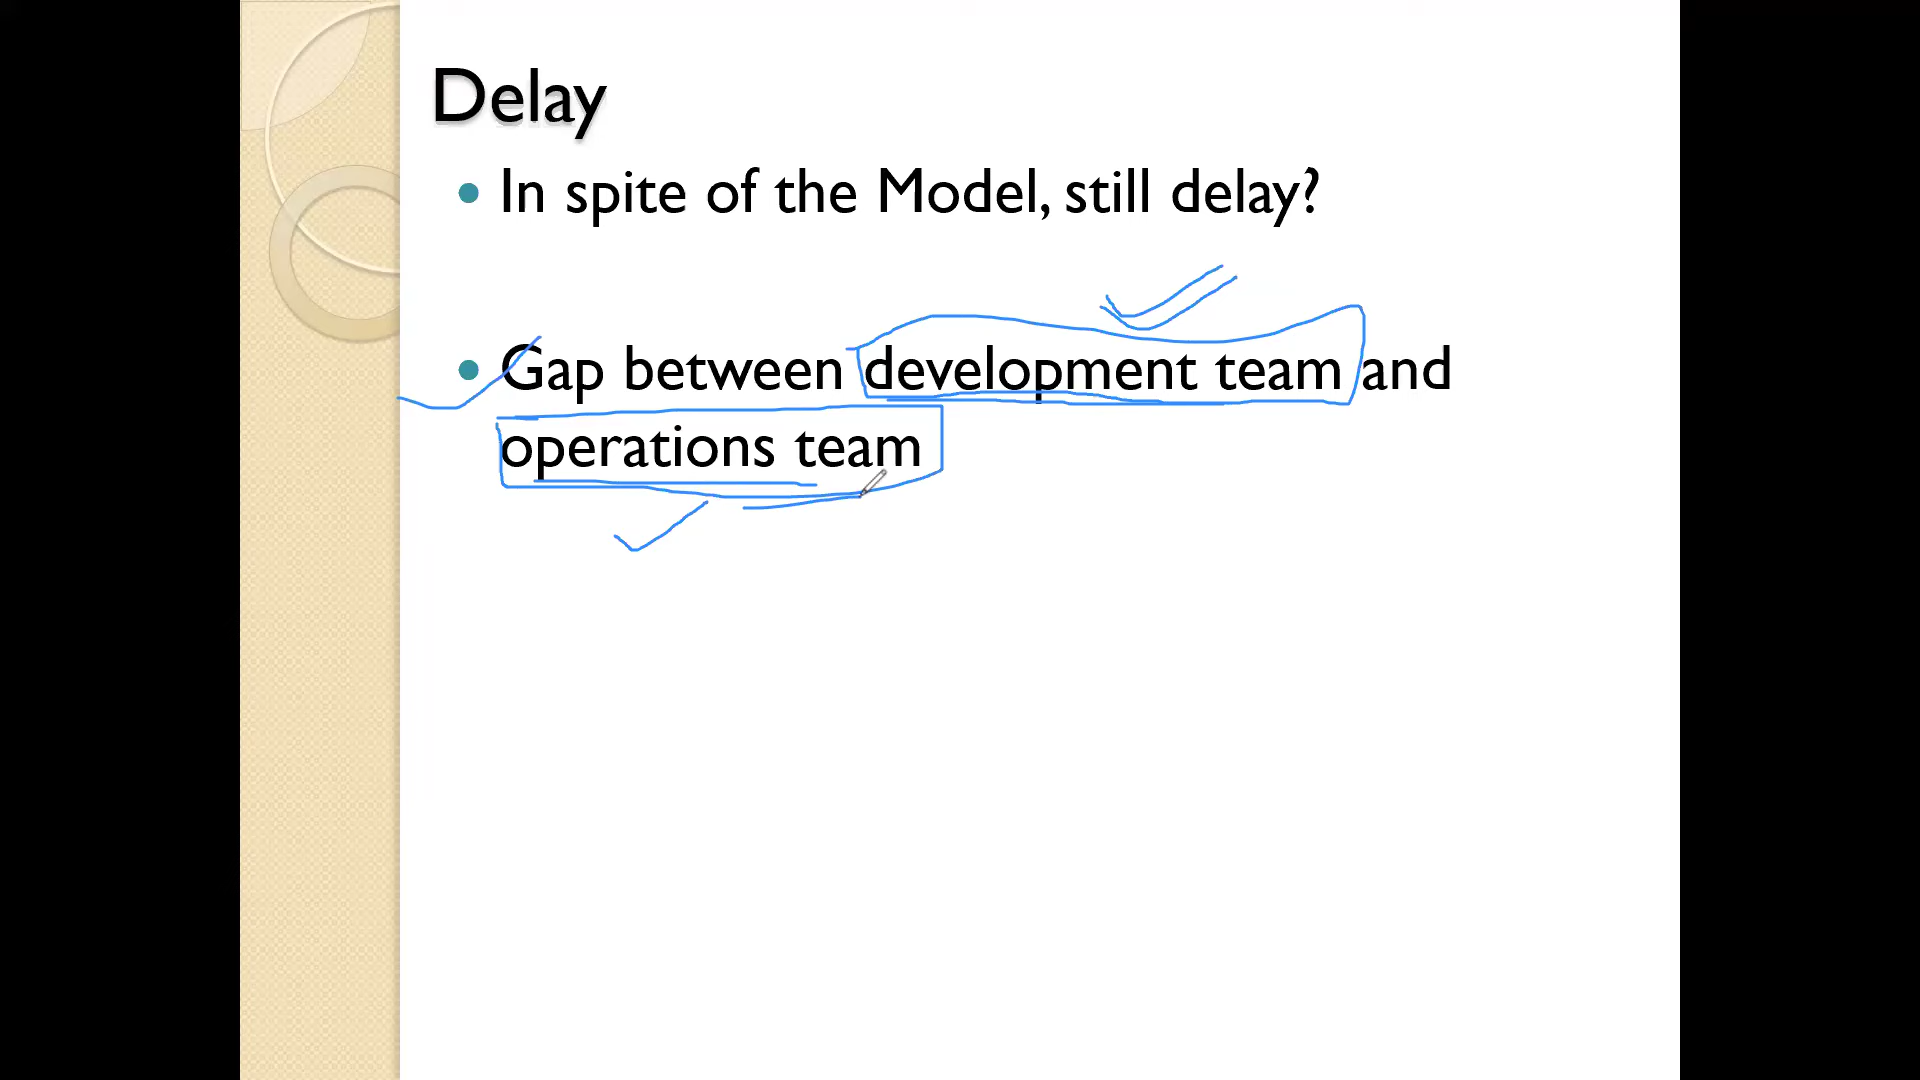 Delay
In spite of the Model, still delay?
Gap between development team and
operations team